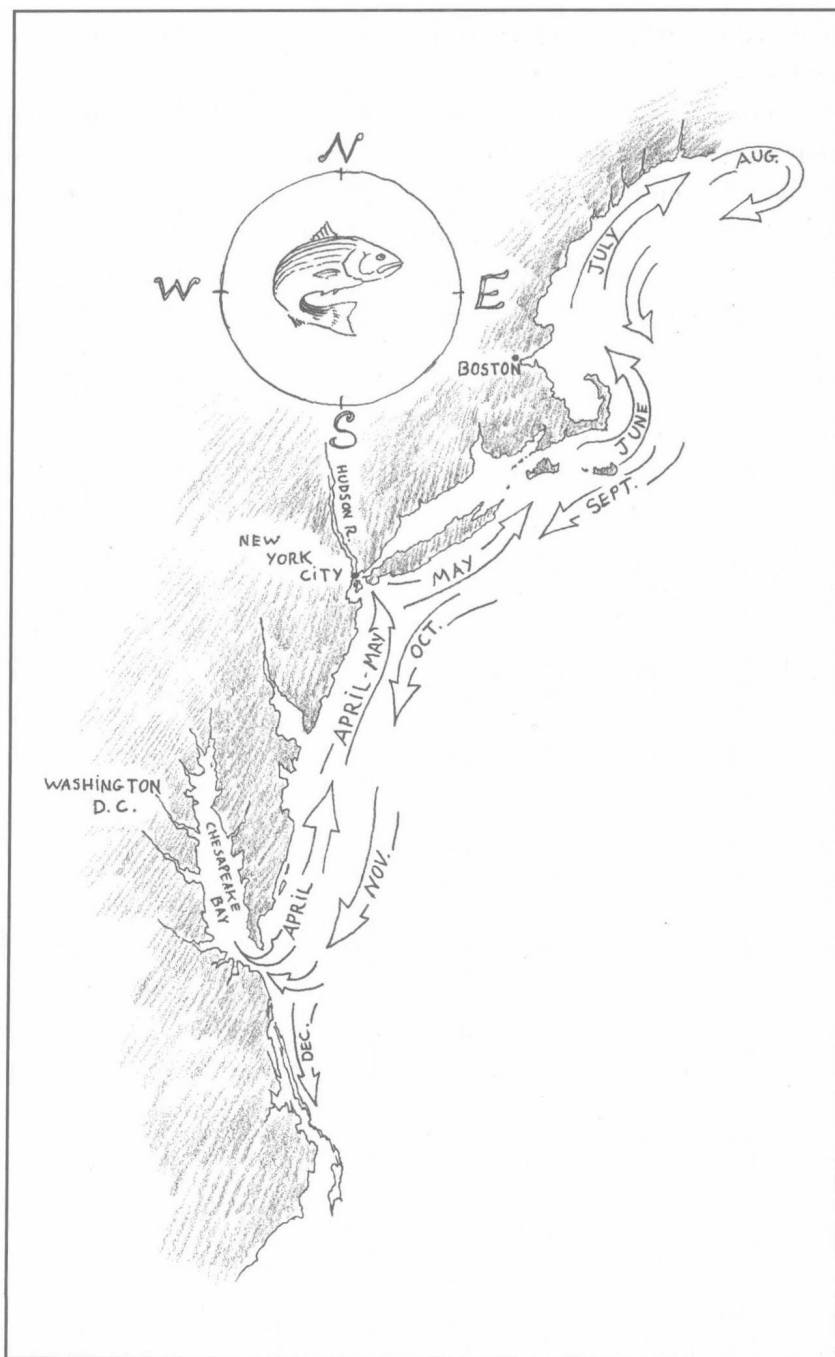 N
W
E
S
AUG.
JULY
BOSTON
JUNE
SEPT.
HUDSON R.
NEW
YORK
CiTY
MAY
OCT.
APRIL-MAY
WASHiNGTON
D.C.
CHESAPEAKE
BAY
APRIL
NOV.
DEC.